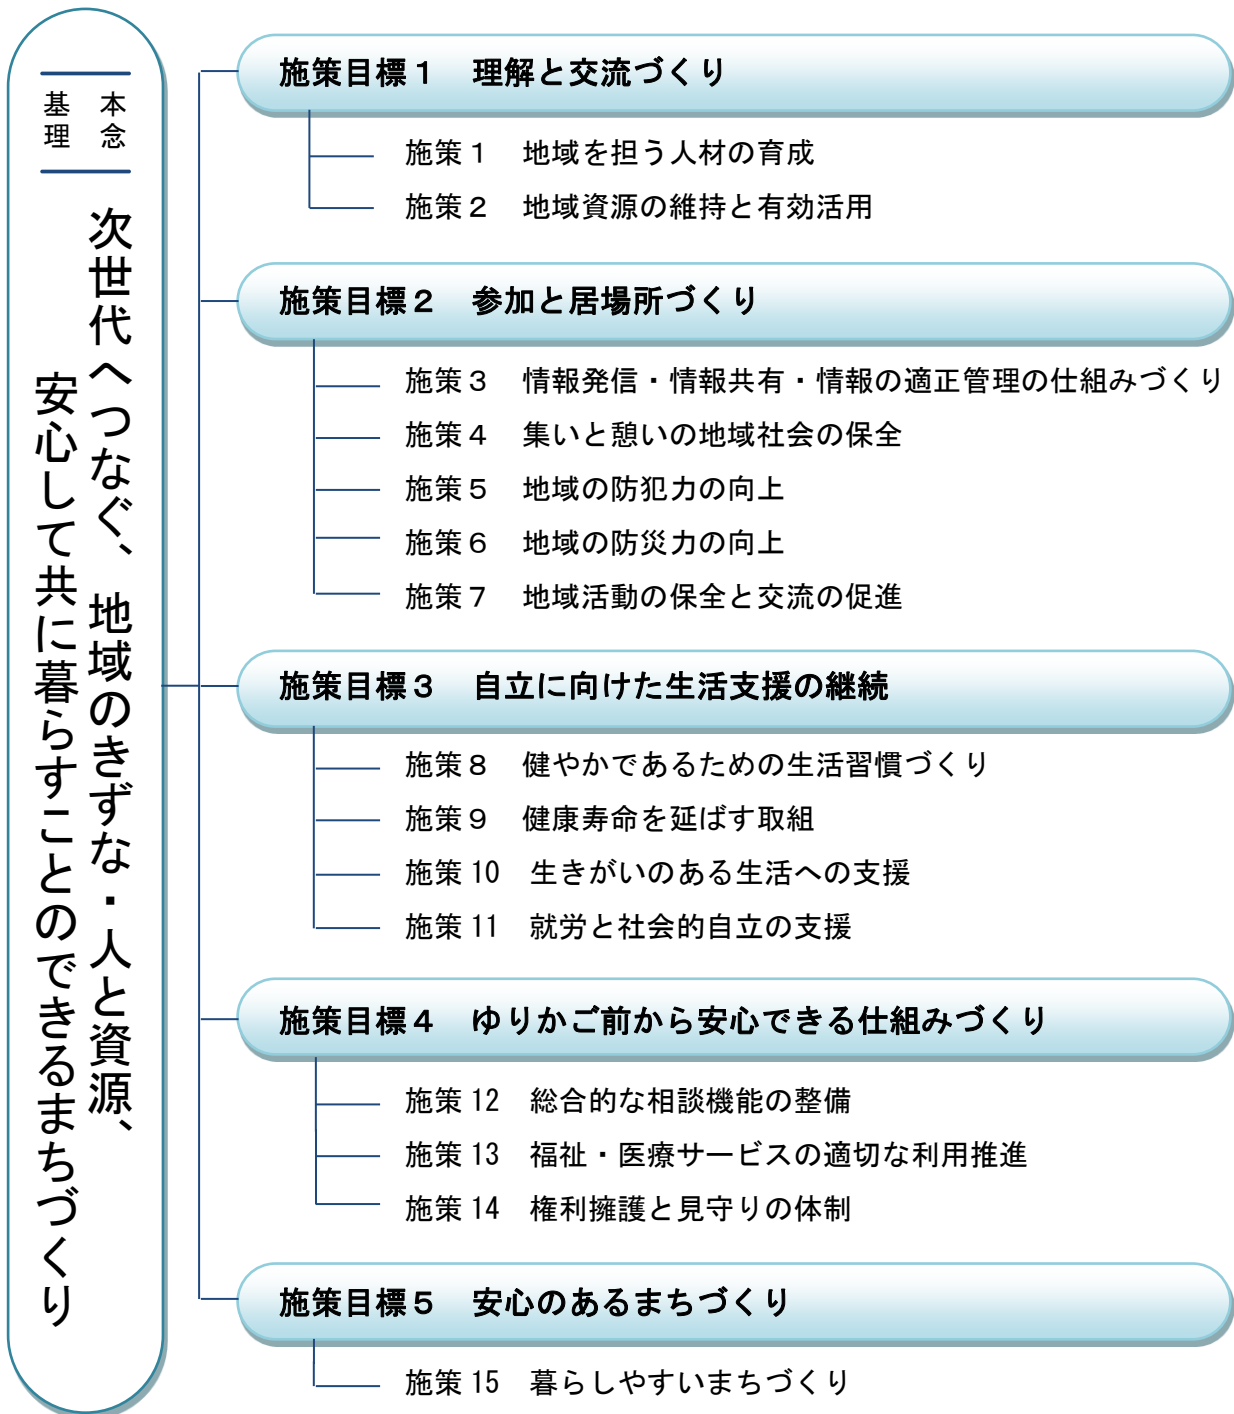 基本
理念
次世代へつなぐ、地域のきずな・人と資源、
安心して共に暮らすことのできるまちづくり
施策目標１　理解と交流づくり
施策１　地域を担う人材の育成
施策２　地域資源の維持と有効活用
施策目標２　参加と居場所づくり
施策３　情報発信・情報共有・情報の適正管理の仕組みづくり
施策４　集いと憩いの地域社会の保全
施策５　地域の防犯力の向上
施策６　地域の防災力の向上
施策７　地域活動の保全と交流の促進
施策目標３　自立に向けた生活支援の継続
施策８　健やかであるための生活習慣づくり
施策９　健康寿命を延ばす取組
施策 10　生きがいのある生活への支援
施策 11　就労と社会的自立の支援
施策目標４　ゆりかご前から安心できる仕組みづくり
施策 12　総合的な相談機能の整備
施策 13　福祉・医療サービスの適切な利用推進
施策 14　権利擁護と見守りの体制
施策目標５　安心のあるまちづくり
施策 15　暮らしやすいまちづくり